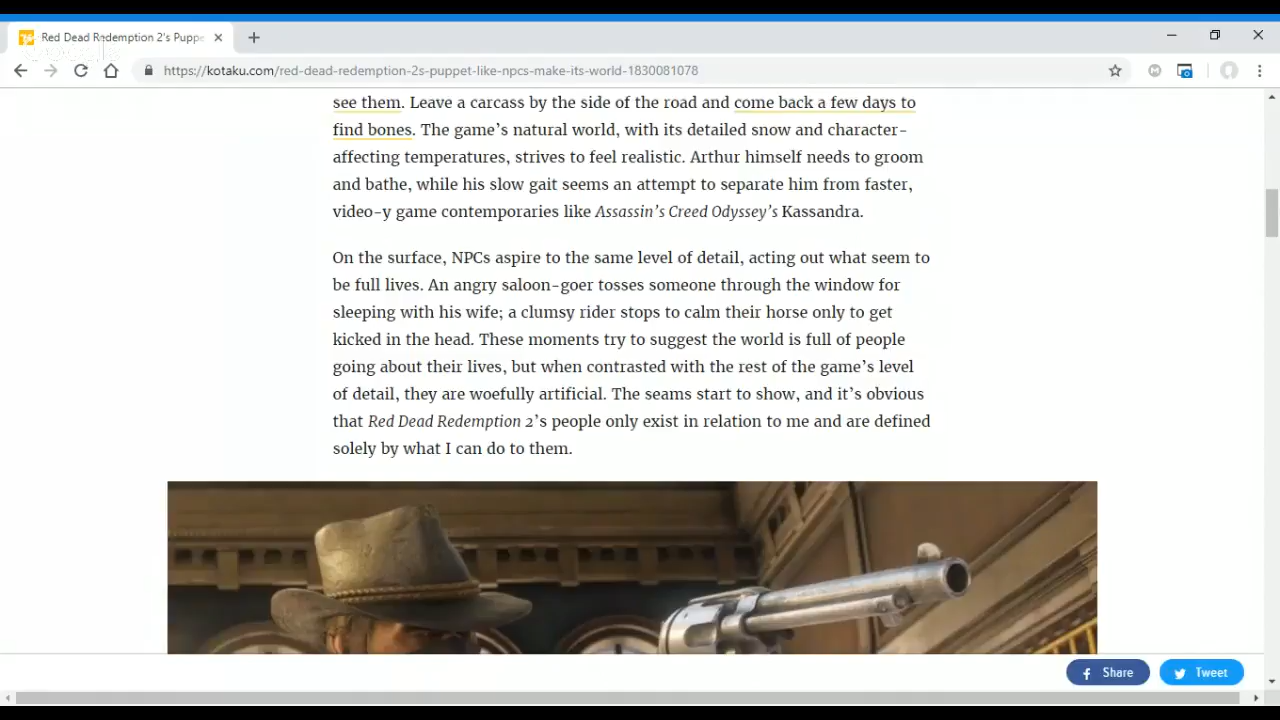 Red Dead Redemption 2's Puppe
https://kotaku.com/red-dead-redemption-2s-puppet-like-npcs-make-its-world-1830081078
see them. Leave a carcass by the side of the road and come back a few days to
find bones. The game’s natural world, with its detailed snow and character-
affecting temperatures, strives to feel realistic. Arthur himself needs to groom
and bathe, while his slow gait seems an attempt to separate him from faster,
video-y game contemporaries like Assassin’s Creed Odyssey’s Kassandra.
On the surface, NPCs aspire to the same level of detail, acting out what seem to
be full lives. An angry saloon-goer tosses someone through the window for
sleeping with his wife; a clumsy rider stops to calm their horse only to get
kicked in the head. These moments try to suggest the world is full of people
going about their lives, but when contrasted with the rest of the game’s level
of detail, they are woefully artificial. The seams start to show, and it’s obvious
that Red Dead Redemption 2’s people only exist in relation to me and are defined
solely by what I can do to them.
Share
Tweet